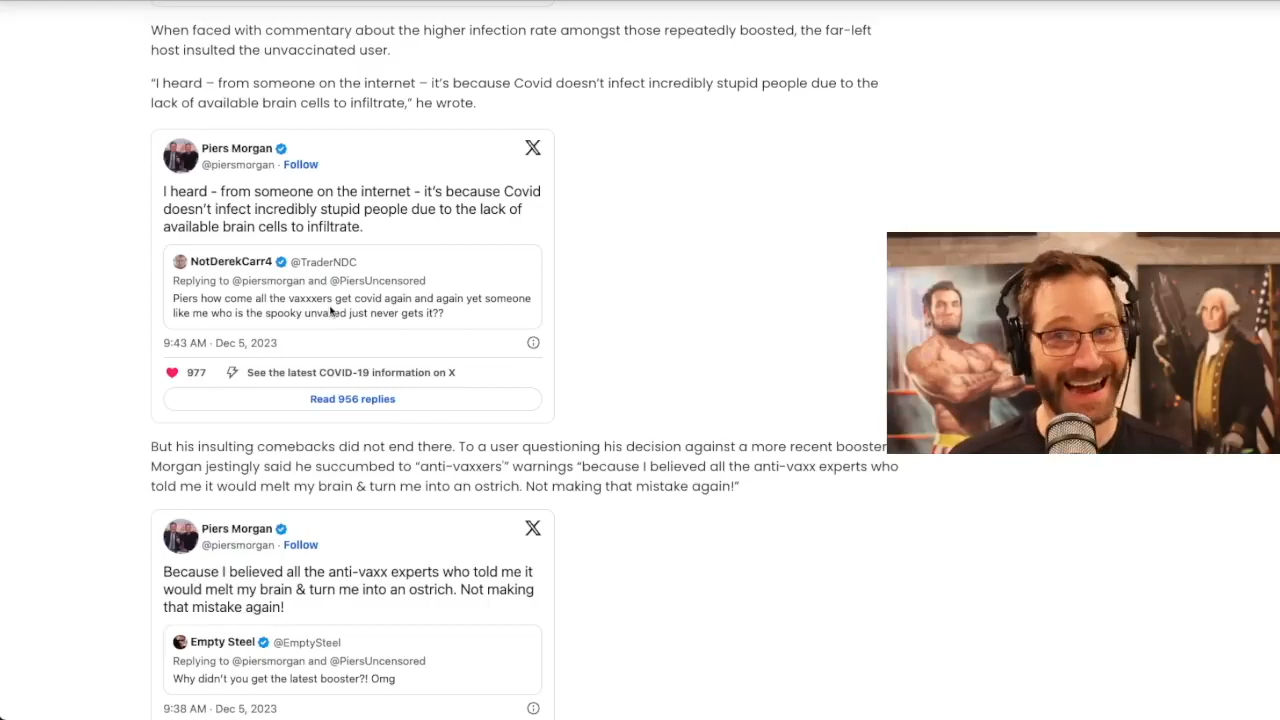 When faced with commentary about the higher infection rate amongst those repeatedly boosted, the far-left
host insulted the unvaccinated user.
“I heard – from someone on the internet – it’s because Covid doesn’t infect incredibly stupid people due to the
lack of available brain cells to infiltrate,” he wrote.
Piers Morgan
@piersmorgan · Follow
I heard - from someone on the internet - it’s because Covid
doesn’t infect incredibly stupid people due to the lack of
available brain cells to infiltrate.
NotDerekCarr4 @TraderNDC
Replying to @piersmorgan and @PiersUncensored
Piers how come all the vaxxxers get covid again and again yet someone
like me who is the spooky unvaxed just never gets it??
9:43 AM · Dec 5, 2023
977 See the latest COVID-19 information on X
Read 956 replies
But his insulting comebacks did not end there. To a user questioning his decision against a more recent booster
Morgan jestingly said he succumbed to “anti-vaxxers’” warnings “because I believed all the anti-vaxx experts who
told me it would melt my brain & turn me into an ostrich. Not making that mistake again!”
Piers Morgan
@piersmorgan · Follow
Because I believed all the anti-vaxx experts who told me it
would melt my brain & turn me into an ostrich. Not making
that mistake again!
Empty Steel @EmptySteel
Replying to @piersmorgan and @PiersUncensored
Why didn’t you get the latest booster?! Omg
9:38 AM · Dec 5, 2023